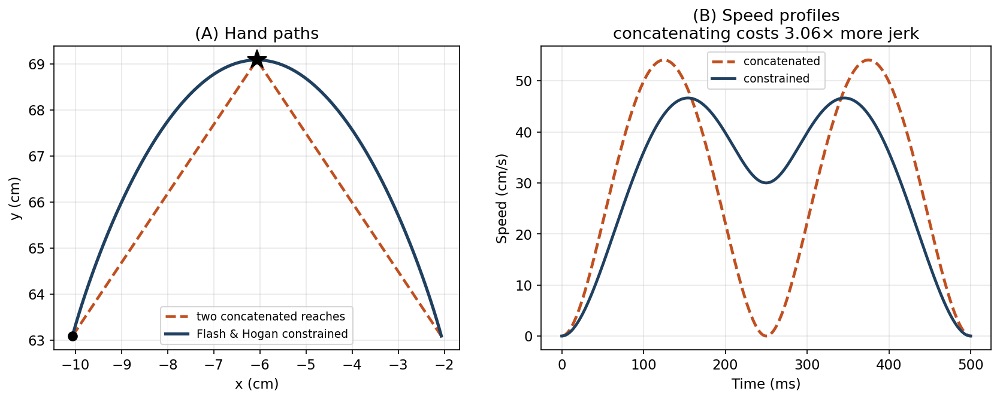 (A) Hand paths
69
68
67
66
65
64
63
y (cm)
two concatenated reaches
Flash & Hogan constrained
−10
−9
−8
−7
−6
−5
−4
−3
−2
x (cm)
(B) Speed profiles
concatenating costs 3.06× more jerk
concatenated
constrained
50
40
30
20
10
0
Speed (cm/s)
0
100
200
300
400
500
Time (ms)